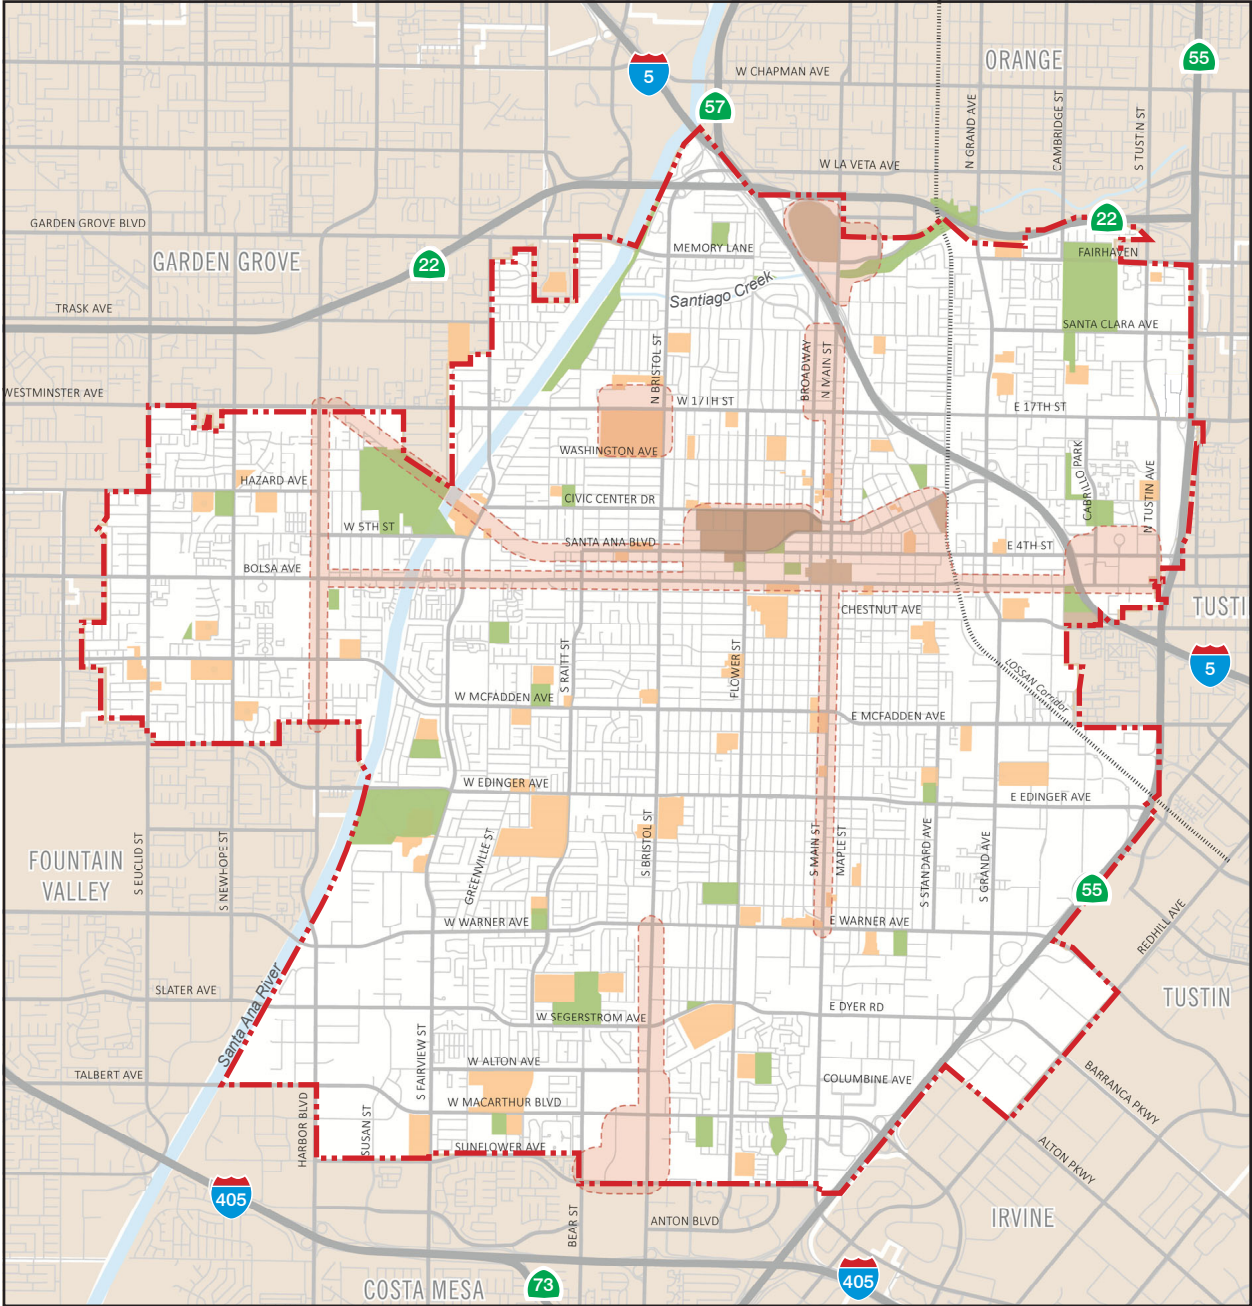 ORANGE
55
5
W CHAPMAN AVE
57
N GRAND AVE
CAMBRIDGE ST
S TUSTIN ST
W LA VETA AVE
GARDEN GROVE BLVD
22
GARDEN GROVE
22
MEMORY LANE
FAIRHAVEN
Santiago Creek
TRASK AVE
SANTA CLARA AVE
N BRISTOL ST
BROADWAY
N MAIN ST
WESTMINSTER AVE
W 17TH ST
E 17TH ST
WASHINGTON AVE
CABRILLO PARK
N TUSTIN AVE
HAZARD AVE
CIVIC CENTER DR
W 5TH ST
SANTA ANA BLVD
E 4TH ST
BOLSA AVE
CHESTNUT AVE
TUSTI
S RAITT ST
FLOWER ST
LOSSAN Corridor
5
W MCFADDEN AVE
E MCFADDEN AVE
W EDINGER AVE
E EDINGER AVE
FOUNTAIN
VALLEY
S EUCLID ST
S NEWHOPE ST
GREENVILLE ST
S BRISTOL ST
S MAIN ST
MAPLE ST
S STANDARD AVE
S GRAND AVE
55
W WARNER AVE
E WARNER AVE
REDHILL AVE
SLATER AVE
Santa Ana River
TUSTIN
W SEGERSTROM AVE
E DYER RD
S FAIRVIEW ST
W ALTON AVE
TALBERT AVE
COLUMBINE AVE
BARRANCA PKWY
HARBOR BLVD
SUSAN ST
W MACARTHUR BLVD
SUNFLOWER AVE
ALTON PKWY
405
BEAR ST
ANTON BLVD
IRVINE
COSTA MESA
73
405